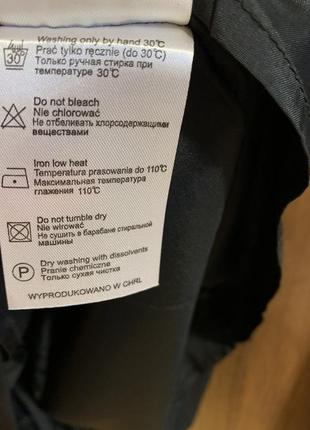 Washing only by hand 30°C
Prać tylko ręcznie (do 30°C)
Только ручная стирка при
температуре 30°C
30
Do not bleach
Nie chlorować
Не отбеливать хлорсодержащими
веществами
Iron low heat
Temperatura prasowania do 110°C
Максимальная температура
глажения 110°C
Do not tumble dry
Nie wirować
Не сушить в барабане стиральной
машины
P
Dry washing with dissolvents
Pranie chemiczne
Только сухая чистка
WYPRODUKOWANO W CHRL